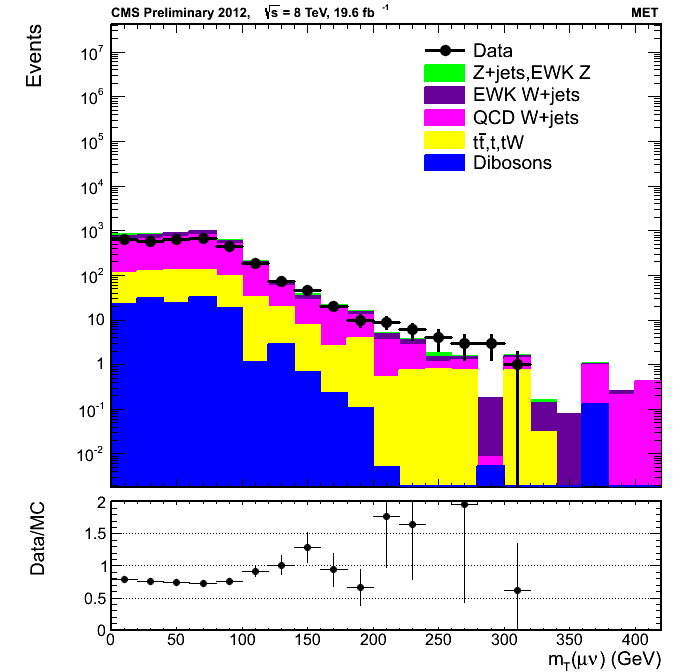 CMS Preliminary 2012, √s = 8 TeV, 19.6 fb⁻¹ MET
Events
Data
Z+jets,EWK Z
EWK W+jets
QCD W+jets
tt̄,t,tW
Dibosons
10⁷
10⁶
10⁵
10⁴
10³
10²
10
1
10⁻¹
10⁻²
Data/MC
2
1.5
1
0.5
0
0 50 100 150 200 250 300 350 400
m_T(μν) (GeV)